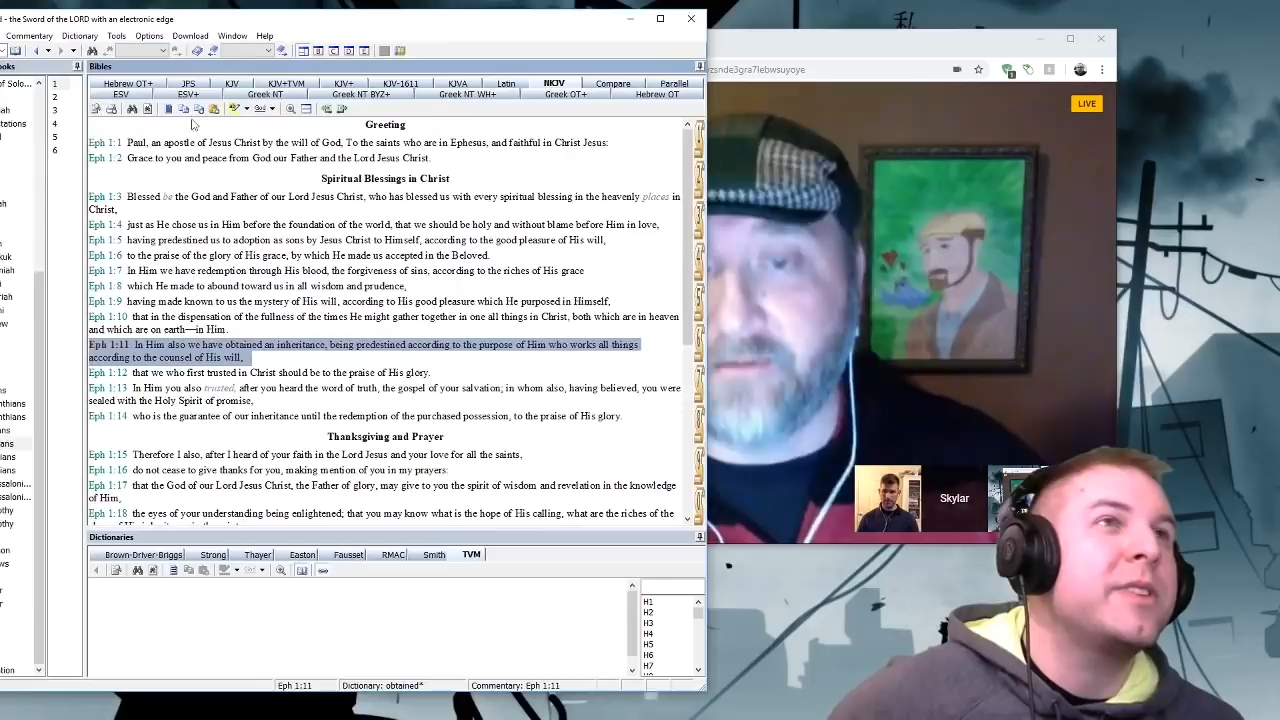 d - the Sword of the LORD with an electronic edge
Commentary Dictionary Tools Options Download Window Help
ooks
Bibles
of Solo...
1
2
3
4
5
6
Hebrew OT+ JPS KJV KJV+TVM KJV+ KJV-1611 KJVA Latin NKJV Compare Parallel
ESV ESV+ Greek NT Greek NT BYZ+ Greek NT WH+ Greek OT+ Hebrew OT
Greeting
Eph 1:1 Paul, an apostle of Jesus Christ by the will of God, To the saints who are in Ephesus, and faithful in Christ Jesus:
Eph 1:2 Grace to you and peace from God our Father and the Lord Jesus Christ.
Spiritual Blessings in Christ
Eph 1:3 Blessed be the God and Father of our Lord Jesus Christ, who has blessed us with every spiritual blessing in the heavenly places in
Christ,
Eph 1:4 just as He chose us in Him before the foundation of the world, that we should be holy and without blame before Him in love,
Eph 1:5 having predestined us to adoption as sons by Jesus Christ to Himself, according to the good pleasure of His will,
Eph 1:6 to the praise of the glory of His grace, by which He made us accepted in the Beloved.
Eph 1:7 In Him we have redemption through His blood, the forgiveness of sins, according to the riches of His grace
Eph 1:8 which He made to abound toward us in all wisdom and prudence,
Eph 1:9 having made known to us the mystery of His will, according to His good pleasure which He purposed in Himself,
Eph 1:10 that in the dispensation of the fullness of the times He might gather together in one all things in Christ, both which are in heaven
and which are on earth—in Him.
Eph 1:11 In Him also we have obtained an inheritance, being predestined according to the purpose of Him who works all things
according to the counsel of His will,
Eph 1:12 that we who first trusted in Christ should be to the praise of His glory.
Eph 1:13 In Him you also trusted, after you heard the word of truth, the gospel of your salvation; in whom also, having believed, you were
sealed with the Holy Spirit of promise,
Eph 1:14 who is the guarantee of our inheritance until the redemption of the purchased possession, to the praise of His glory.
Thanksgiving and Prayer
Eph 1:15 Therefore I also, after I heard of your faith in the Lord Jesus and your love for all the saints,
Eph 1:16 do not cease to give thanks for you, making mention of you in my prayers:
Eph 1:17 that the God of our Lord Jesus Christ, the Father of glory, may give to you the spirit of wisdom and revelation in the knowledge
of Him,
Eph 1:18 the eyes of your understanding being enlightened; that you may know what is the hope of His calling, what are the riches of the
Dictionaries
Brown-Driver-Briggs Strong Thayer Easton Fausset RMAC Smith TVM
H1
H2
H3
H4
H5
H6
H7
Eph 1:11 Dictionary: obtained* Commentary: Eph 1:11
LIVE
Skylar
私